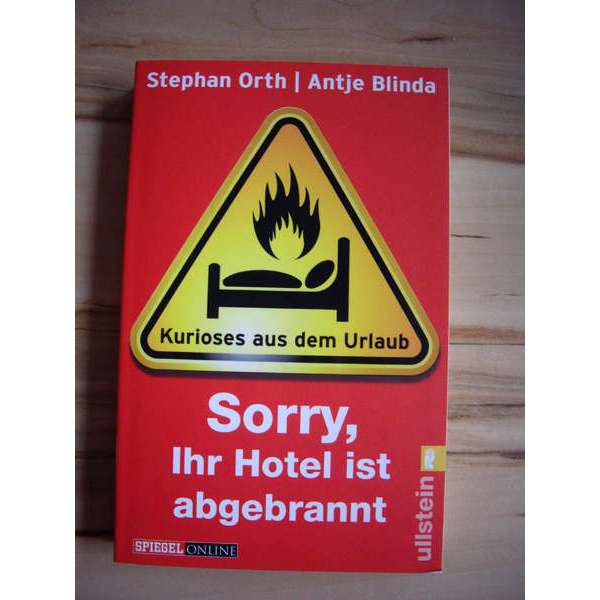 Stephan Orth | Antje Blinda
Kurioses aus dem Urlaub
Sorry,
Ihr Hotel ist
abgebrannt
ullstein
SPIEGEL ONLINE